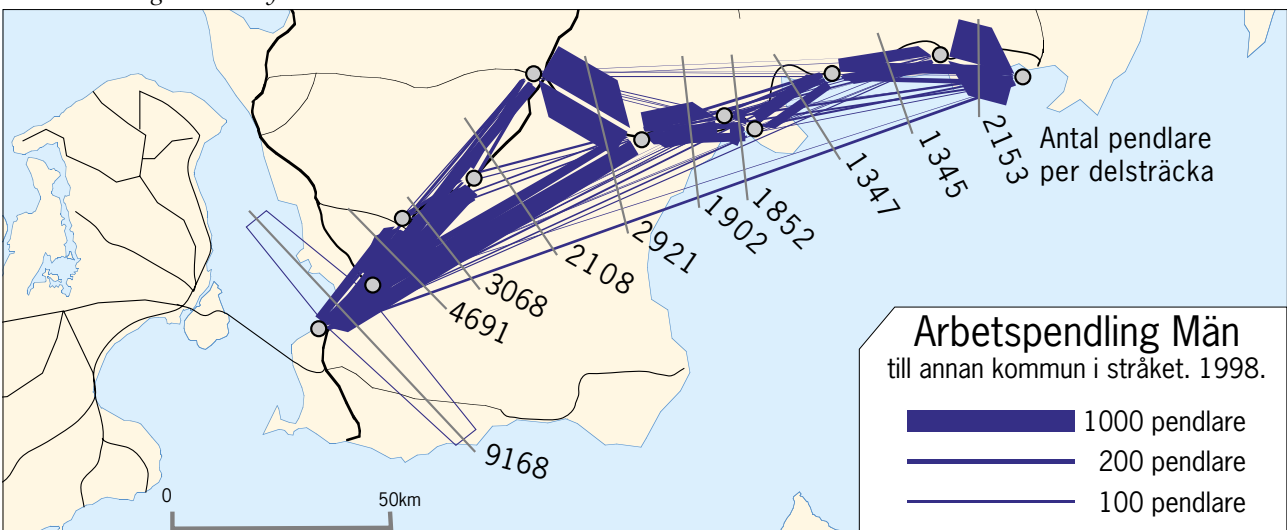 2153
Antal pendlare
per delsträcka
1345
1347
1852
1902
2921
2108
3068
4691
9168
Arbetspendling Män
till annan kommun i stråket. 1998.
1000 pendlare
200 pendlare
100 pendlare
0 50km